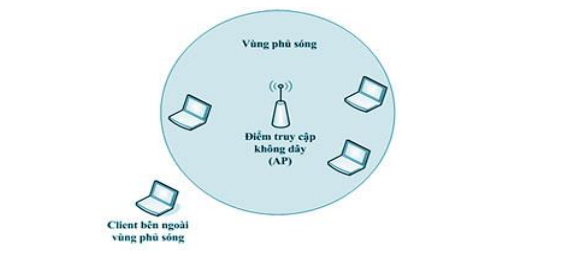 Vùng phủ sóng
Điểm truy cập
không dây
(AP)
Client bên ngoài
vùng phủ sóng